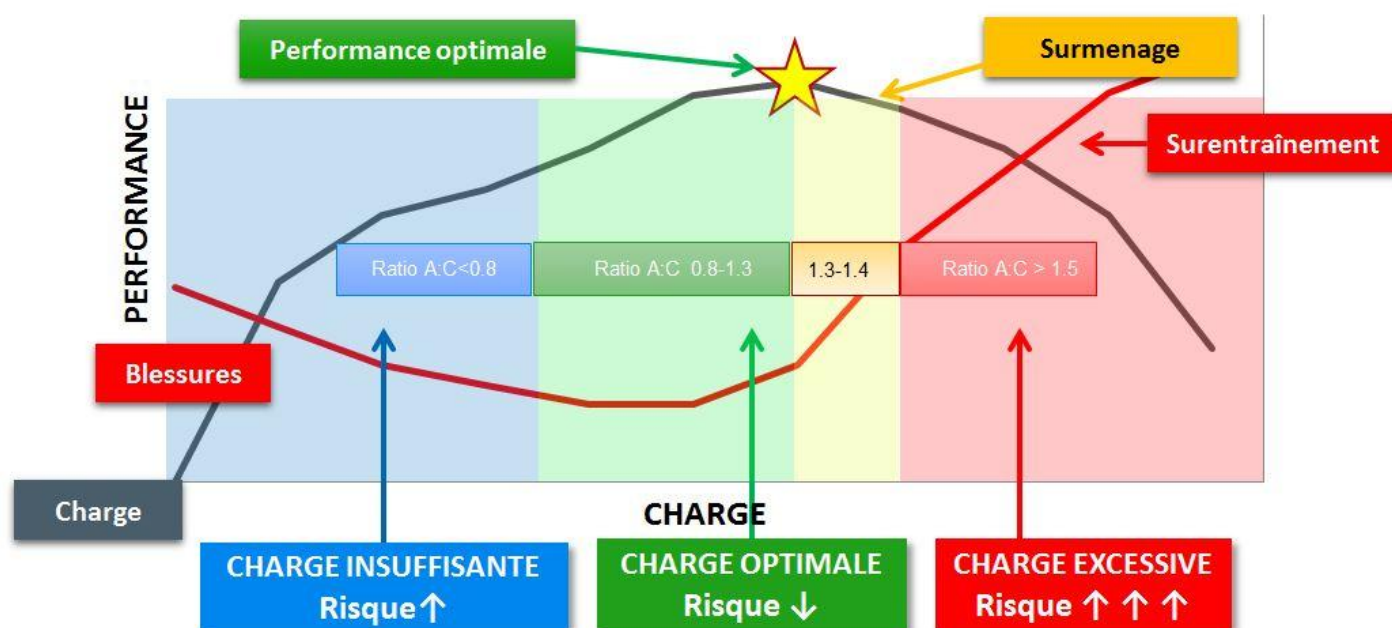 Performance optimale
Surmenage
PERFORMANCE
Surentraînement
Ratio A:C<0.8
Ratio A:C 0.8-1.3
1.3-1.4
Ratio A:C > 1.5
Blessures
Charge
CHARGE
CHARGE INSUFFISANTE
Risque ↑
CHARGE OPTIMALE
Risque ↓
CHARGE EXCESSIVE
Risque ↑ ↑ ↑